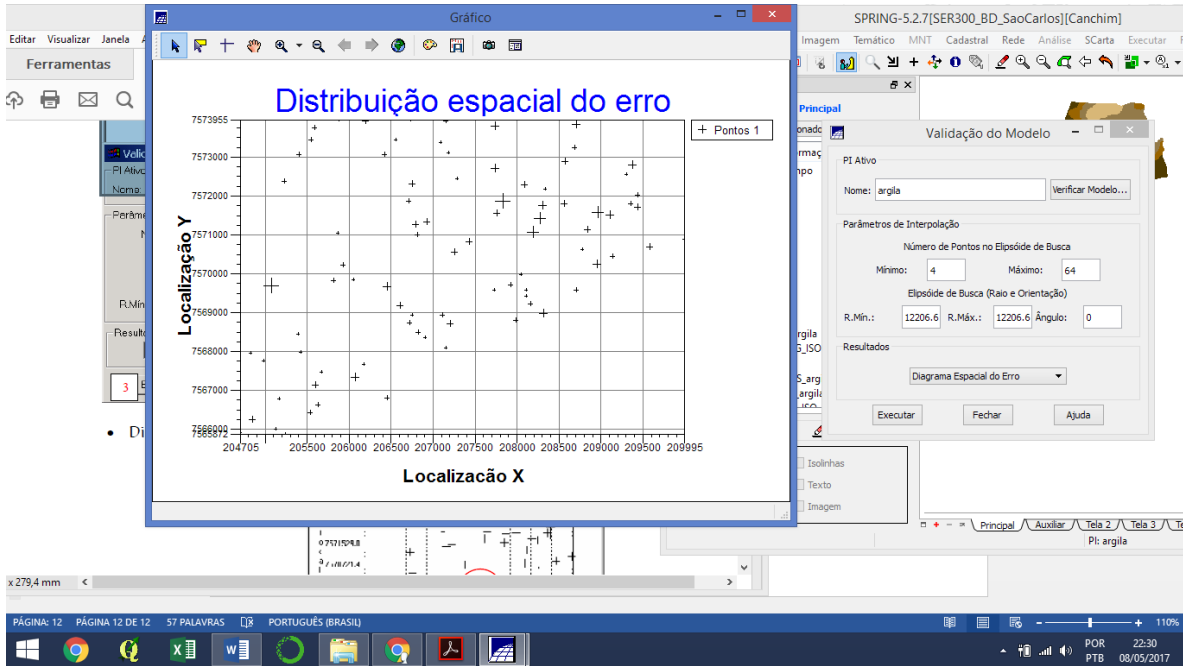 Gráfico
SPRING-5.2.7[SER300_BD_SaoCarlos][Canchim]
Editar Visualizar Janela
Imagem Temático MNT Cadastral Rede Análise SCarta Executar
Ferramentas
Distribuição espacial do erro
Pontos 1
7573955
7573000
7572000
7571000
7570000
7569000
7568000
7567000
7566000
7565872
Localização Y
204705 205500 206000 206500 207000 207500 208000 208500 209000 209500 209995
Localizacão X
Principal
Validação do Modelo
PI Ativo
Nome: argila
Verificar Modelo...
Parâmetros de Interpolação
Número de Pontos no Elipsóide de Busca
Mínimo: 4 Máximo: 64
Elipsóide de Busca (Raio e Orientação)
R.Mín.: 12206.6 R.Máx.: 12206.6 Ângulo: 0
Resultados
Diagrama Espacial do Erro
Executar Fechar Ajuda
PI Ativo
Nome:
R.Mín
3
• Di
Isolinhas
Texto
Imagem
Principal Auxiliar Tela 2 Tela 3
PI: argila
x 279,4 mm
PÁGINA: 12 PÁGINA 12 DE 12 57 PALAVRAS PORTUGUÊS (BRASIL)
110%
POR
PTB
22:30
08/05/2017